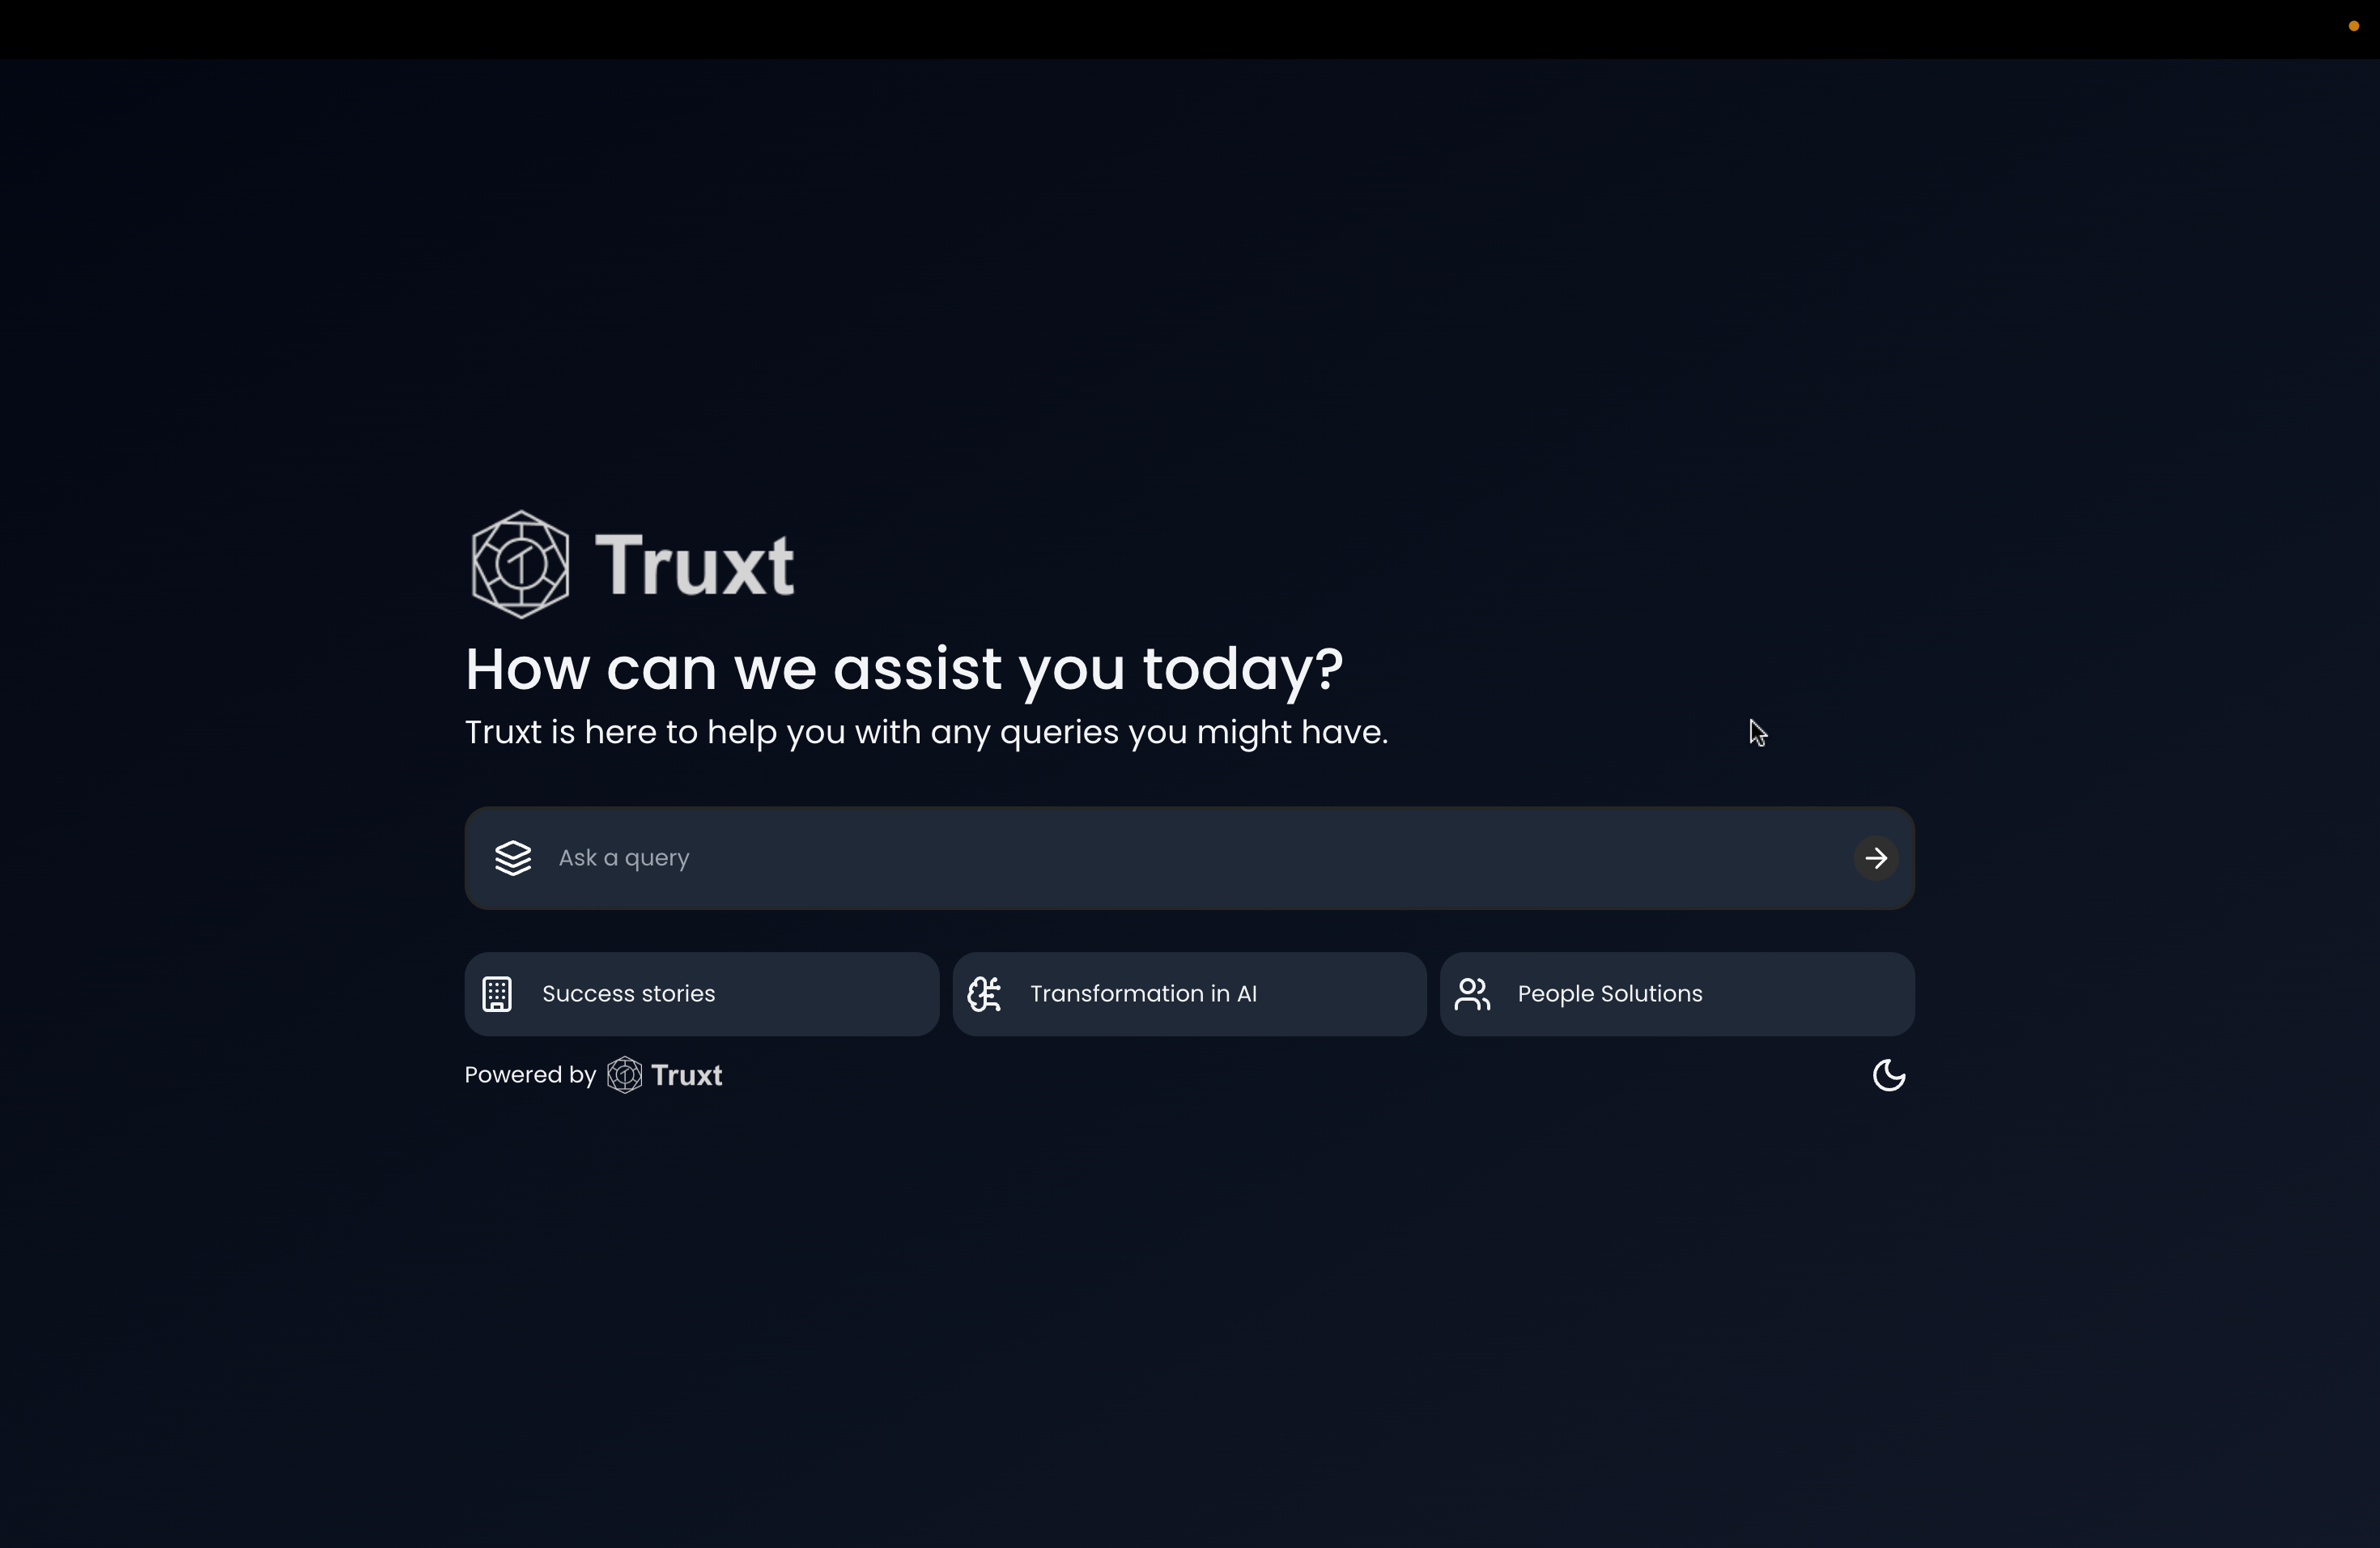 Truxt
How can we assist you today?
Truxt is here to help you with any queries you might have.
Ask a query
Success stories
Transformation in AI
People Solutions
Powered by Truxt